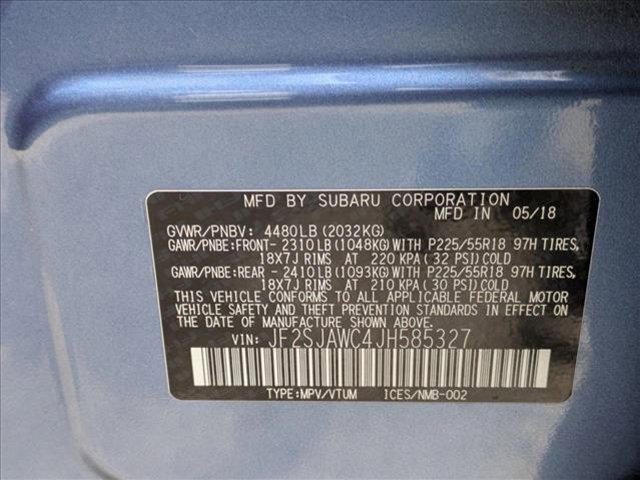 MFD BY SUBARU CORPORATION
MFD IN 05/18
GVWR/PNBV: 4480LB (2032KG)
GAWR/PNBE:FRONT- 2310 LB (1048KG) WITH P225/55R18 97H TIRES,
18X7J RIMS AT 220 KPA ( 32 PSI) COLD
GAWR/PNBE:REAR - 2410 LB (1093KG) WITH P225/55R18 97H TIRES,
18X7J RIMS AT 210 KPA ( 30 PSI) COLD
THIS VEHICLE CONFORMS TO ALL APPLICABLE FEDERAL MOTOR
VEHICLE SAFETY AND THEFT PREVENTION STANDARDS IN EFFECT
ON THE DATE OF MANUFACTURE SHOWN ABOVE.
VIN: JF2SJAWC4JH585327
TYPE:MPV/VTUM ICES/NMB-002